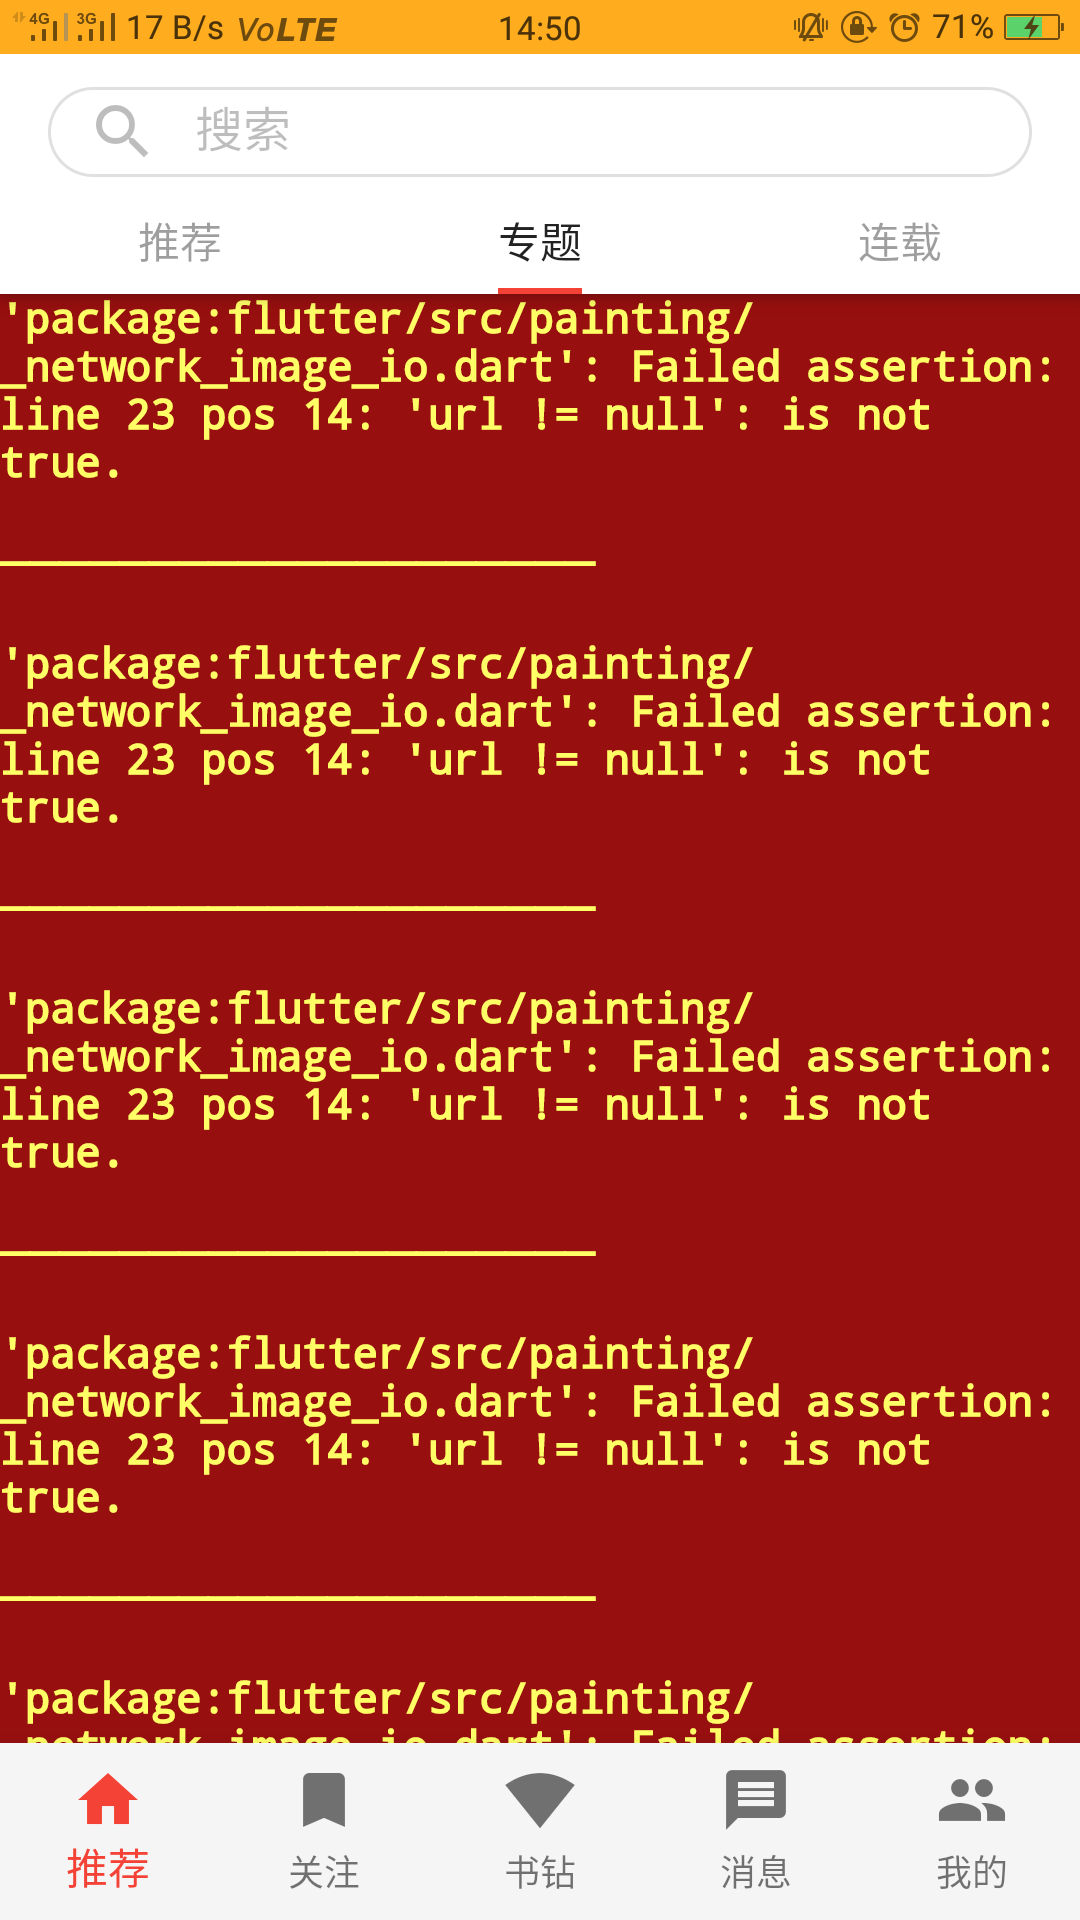 4G 3G 17 B/s VoLTE 14:50 71%
搜索
推荐 专题 连载
'package:flutter/src/painting/
_network_image_io.dart': Failed assertion:
line 23 pos 14: 'url != null': is not
true.
'package:flutter/src/painting/
_network_image_io.dart': Failed assertion:
line 23 pos 14: 'url != null': is not
true.
'package:flutter/src/painting/
_network_image_io.dart': Failed assertion:
line 23 pos 14: 'url != null': is not
true.
'package:flutter/src/painting/
_network_image_io.dart': Failed assertion:
line 23 pos 14: 'url != null': is not
true.
'package:flutter/src/painting/
_network_image_io.dart': Failed assertion:
推荐 关注 书钻 消息 我的